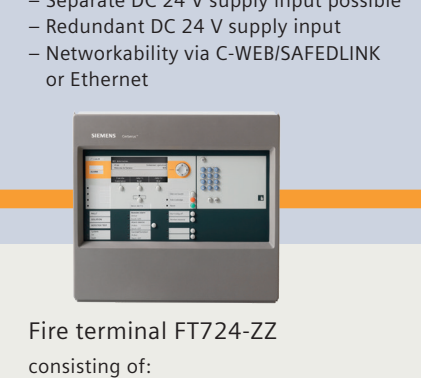 – Separate DC 24 V supply input possible
– Redundant DC 24 V supply input
– Networkability via C-WEB/SAFEDLINK
or Ethernet
SIEMENS
Fire terminal FT724-ZZ
consisting of: